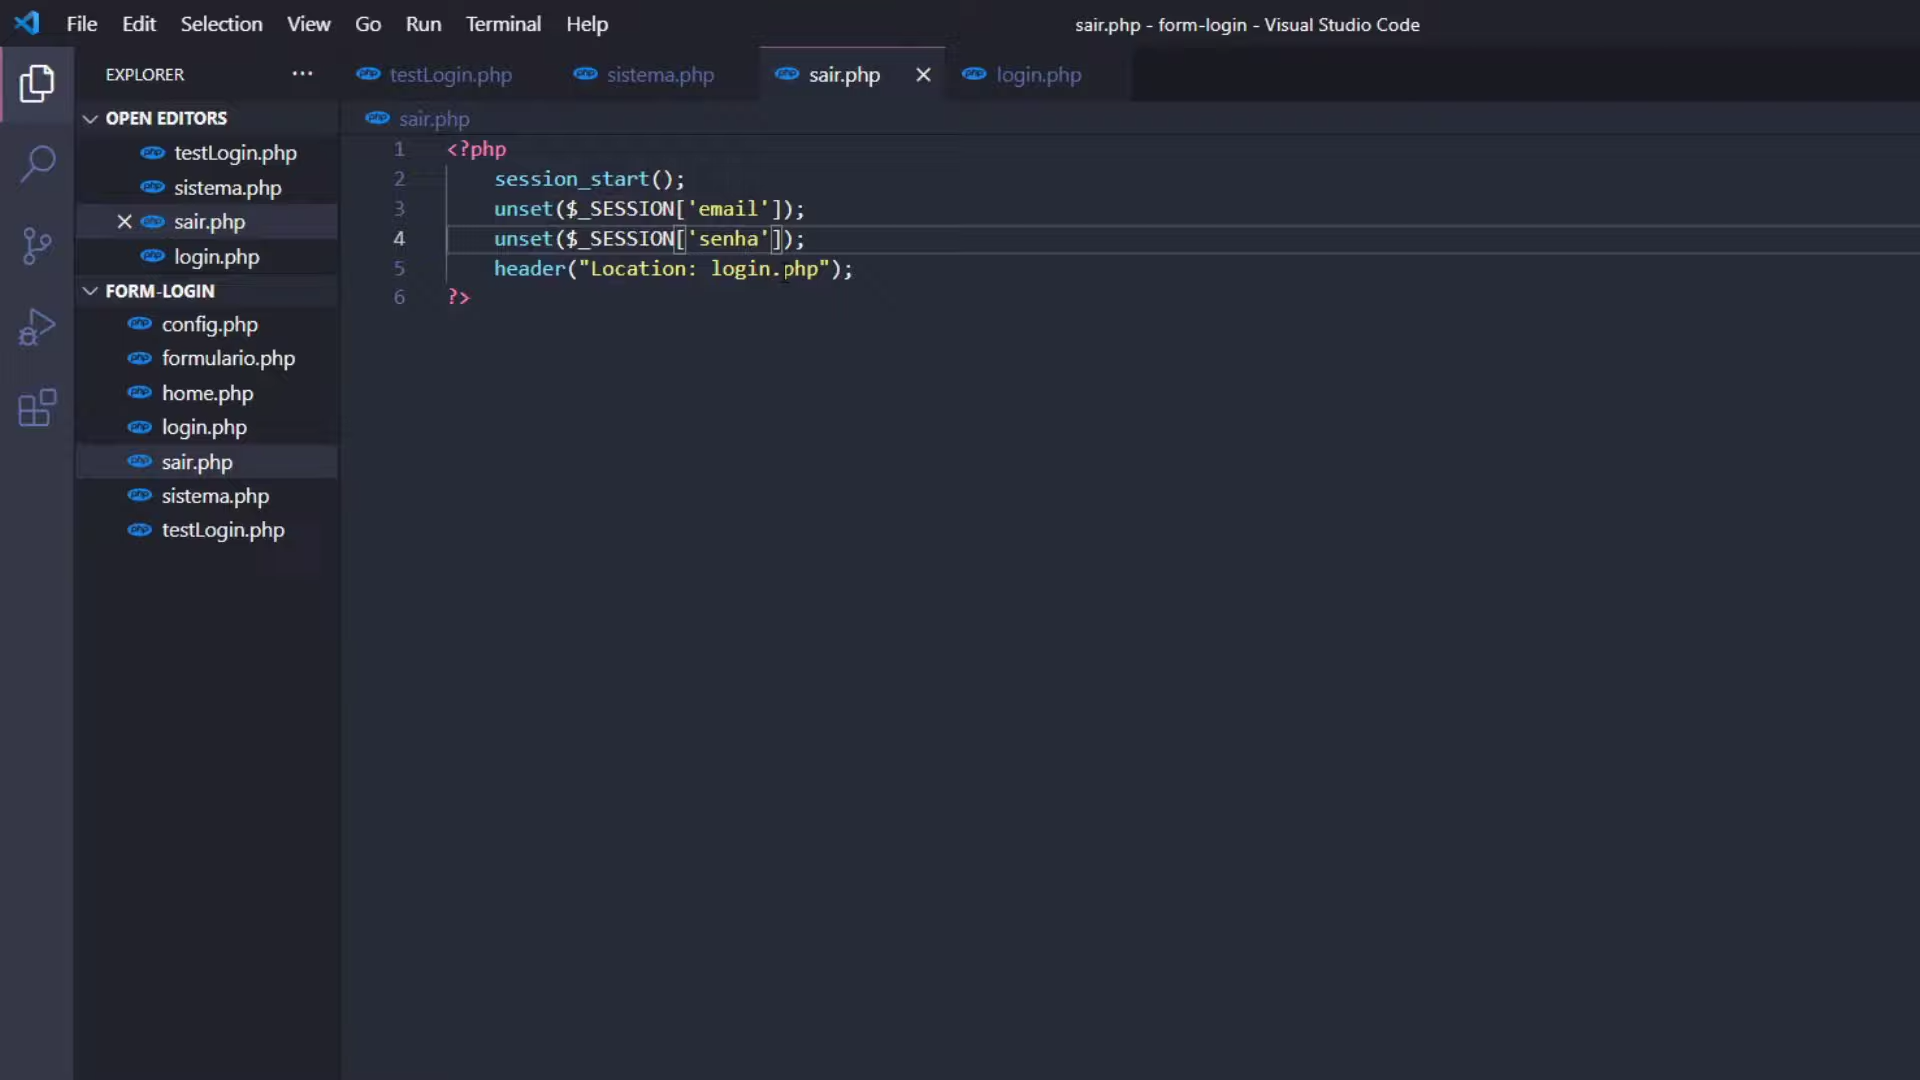 File Edit Selection View Go Run Terminal Help
sair.php - form-login - Visual Studio Code
EXPLORER ···
testLogin.php
sistema.php
sair.php
login.php
OPEN EDITORS
testLogin.php
sistema.php
sair.php
login.php
FORM-LOGIN
config.php
formulario.php
home.php
login.php
sair.php
sistema.php
testLogin.php
sair.php
1 <?php
2 session_start();
3 unset($_SESSION['email']);
4 unset($_SESSION['senha']);
5 header("Location: login.php");
6 ?>